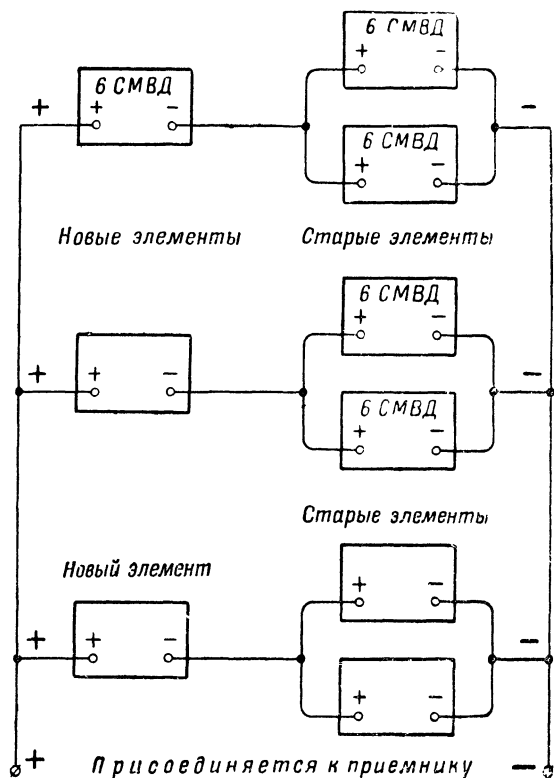 6 СМВД
+ −
+ 6 СМВД −
+ −
6 СМВД
+ −
Новые элементы Старые элементы
6 СМВД
+ −
+ + − −
6 СМВД
+ −
Старые элементы
Новый элемент
+ −
+ + − −
+ −
+ Присоединяется к приемнику −